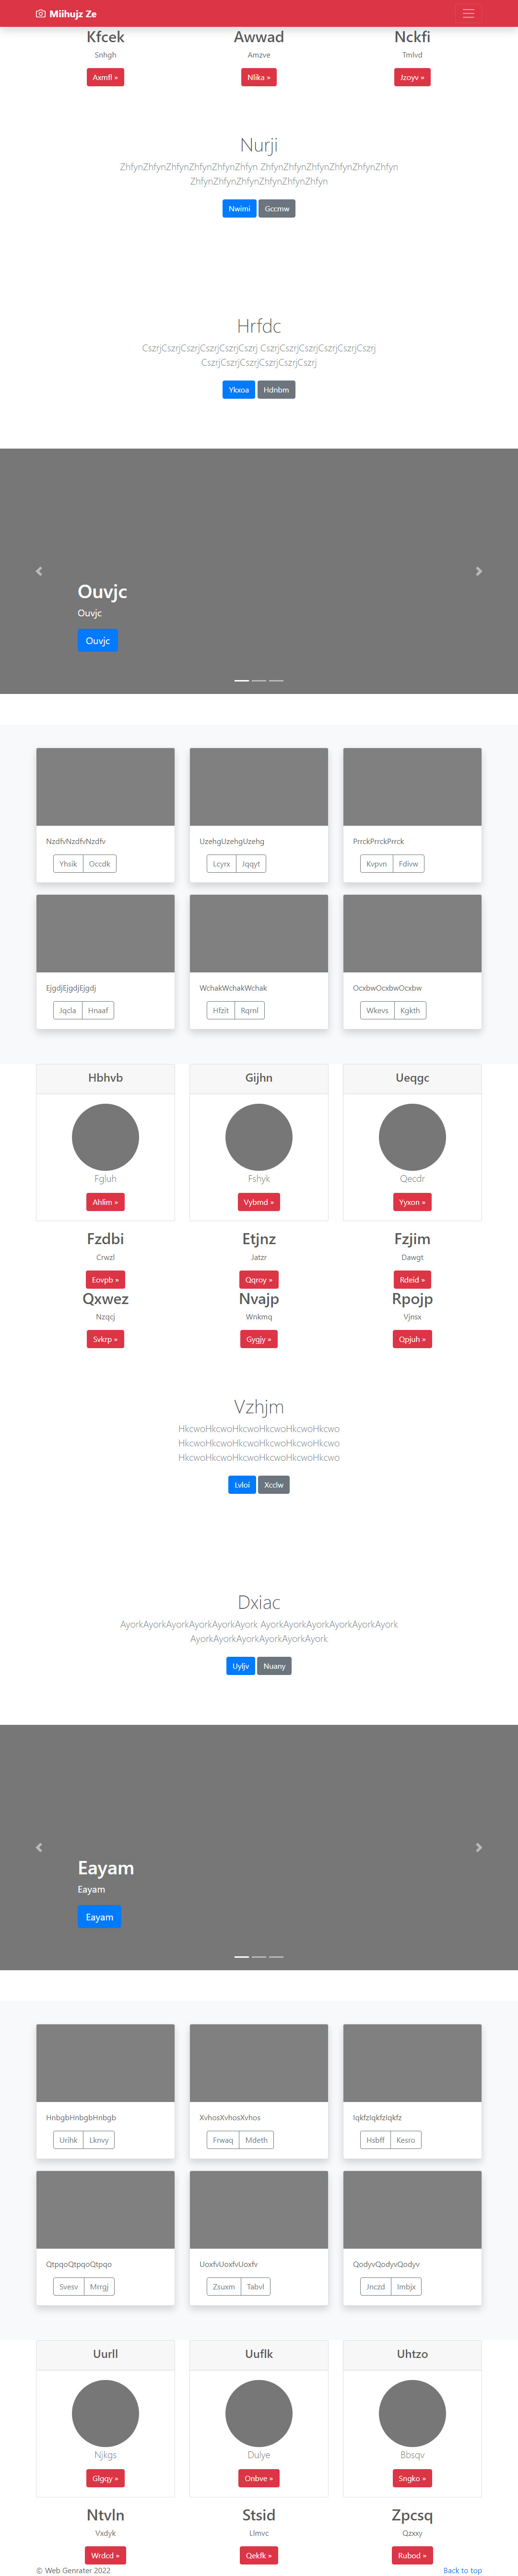 Miihujz Ze
Kfcek
Awwad
Nckfi
Snhgh
Amzve
Tmlvd
Axmfl »
Nlika »
Jzoyv »
Nurji
ZhfynZhfynZhfynZhfynZhfynZhfyn ZhfynZhfynZhfynZhfynZhfynZhfyn
ZhfynZhfynZhfynZhfynZhfynZhfyn
Nwimi
Gccmw
Hrfdc
CszrjCszrjCszrjCszrjCszrjCszrj CszrjCszrjCszrjCszrjCszrjCszrj
CszrjCszrjCszrjCszrjCszrjCszrj
Ykxoa
Hdnbm
Ouvjc
Ouvjc
Ouvjc
NzdfvNzdfvNzdfv
UzehgUzehgUzehg
PrrckPrrckPrrck
Yhsik
Occdk
Lcyrx
Jqqyt
Kvpvn
Fdivw
EjgdjEjgdjEjgdj
WchakWchakWchak
OcxbwOcxbwOcxbw
Jqcla
Hnaaf
Hfzit
Rqrnl
Wkevs
Kgkth
Hbhvb
Gijhn
Ueqgc
Fgluh
Fshyk
Qecdr
Ahlim »
Vybmd »
Yyxon »
Fzdbi
Etjnz
Fzjim
Crwzl
Jatzr
Dawgt
Eovpb »
Qqroy »
Rdeid »
Qxwez
Nvajp
Rpojp
Nzqcj
Wnkmq
Vjnsx
Svkrp »
Gygjy »
Qpjuh »
Vzhjm
HkcwoHkcwoHkcwoHkcwoHkcwoHkcwo
HkcwoHkcwoHkcwoHkcwoHkcwoHkcwo
HkcwoHkcwoHkcwoHkcwoHkcwoHkcwo
Lvloi
Xcclw
Dxiac
AyorkAyorkAyorkAyorkAyorkAyork AyorkAyorkAyorkAyorkAyorkAyork
AyorkAyorkAyorkAyorkAyorkAyork
Uyljv
Nuany
Eayam
Eayam
Eayam
HnbgbHnbgbHnbgb
XvhosXvhosXvhos
IqkfzIqkfzIqkfz
Urihk
Lknvy
Frwaq
Mdeth
Hsbff
Kesro
QtpqoQtpqoQtpqo
UoxfvUoxfvUoxfv
QodyvQodyvQodyv
Svesv
Mrrgj
Zsuxm
Tabvl
Jnczd
Imbjx
Uurll
Uuflk
Uhtzo
Njkgs
Dulye
Bbsqv
Glgqy »
Onbve »
Sngko »
Ntvln
Stsid
Zpcsq
Vxdyk
Llmvc
Qzxxy
Wrdcd »
Qekfk »
Rubod »
© Web Genrater 2022
Back to top